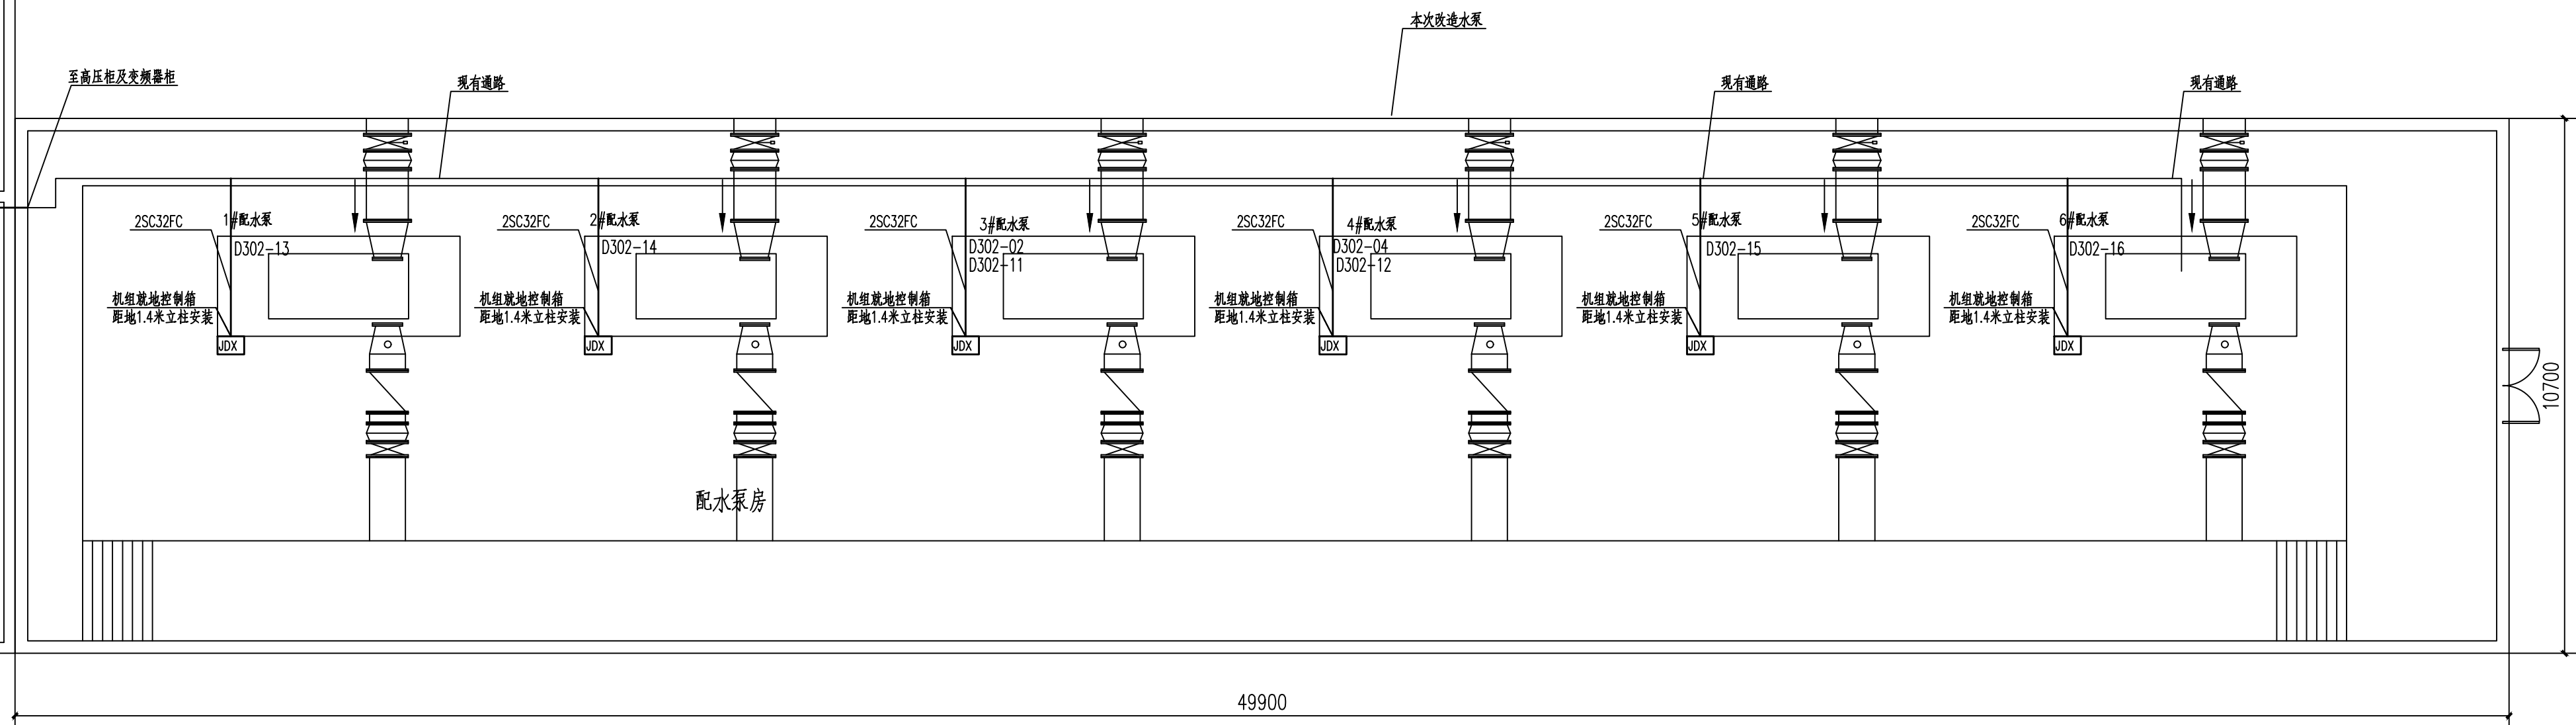 本次改造水泵
至高压柜及变频器柜
现有通路
现有通路
现有通路
2SC32FC
1#配水泵
D302-13
机组就地控制箱
距地1.4米立柱安装
JDX
2SC32FC
2#配水泵
D302-14
机组就地控制箱
距地1.4米立柱安装
JDX
2SC32FC
3#配水泵
D302-02
D302-11
机组就地控制箱
距地1.4米立柱安装
JDX
2SC32FC
4#配水泵
D302-04
D302-12
机组就地控制箱
距地1.4米立柱安装
JDX
2SC32FC
5#配水泵
D302-15
机组就地控制箱
距地1.4米立柱安装
JDX
2SC32FC
6#配水泵
D302-16
机组就地控制箱
距地1.4米立柱安装
JDX
10700
配水泵房
49900